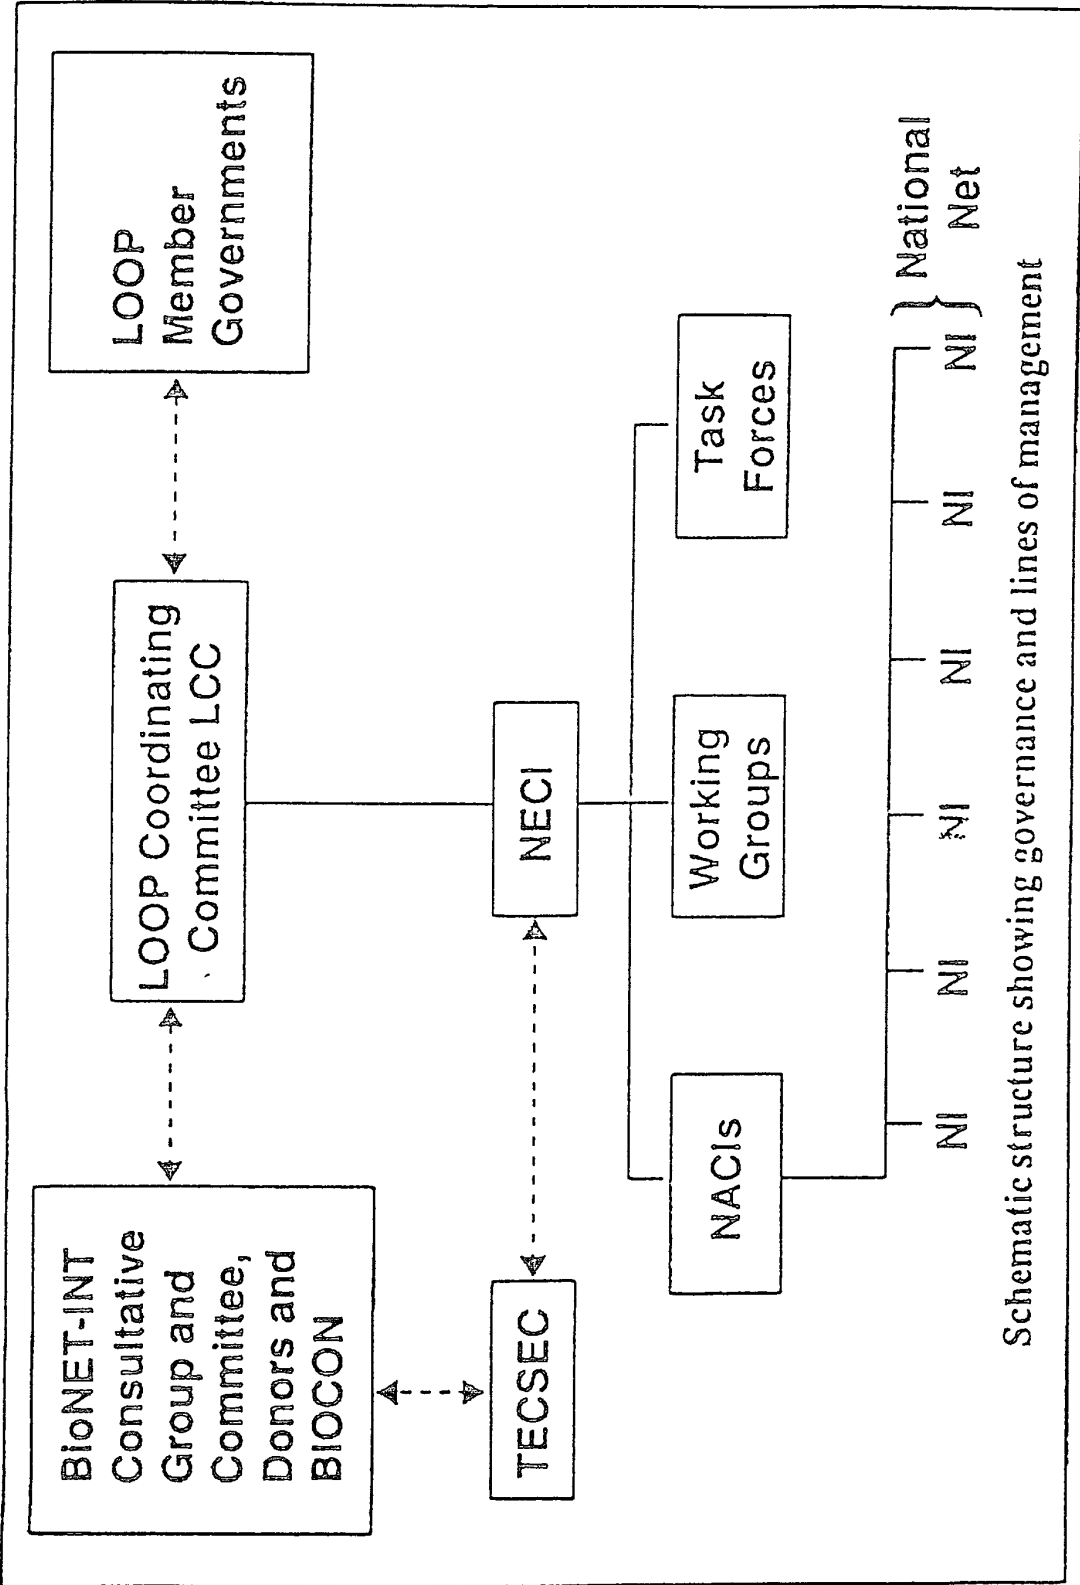 BioNET-INT
Consultative
Group and
Committee,
Donors and
BIOCON
LOOP Coordinating
Committee LCC
LOOP
Member
Governments
TECSEC
NECI
NACIs
Working
Groups
Task
Forces
NI NI NI NI NI NI } National
Net
Schematic structure showing governance and lines of management